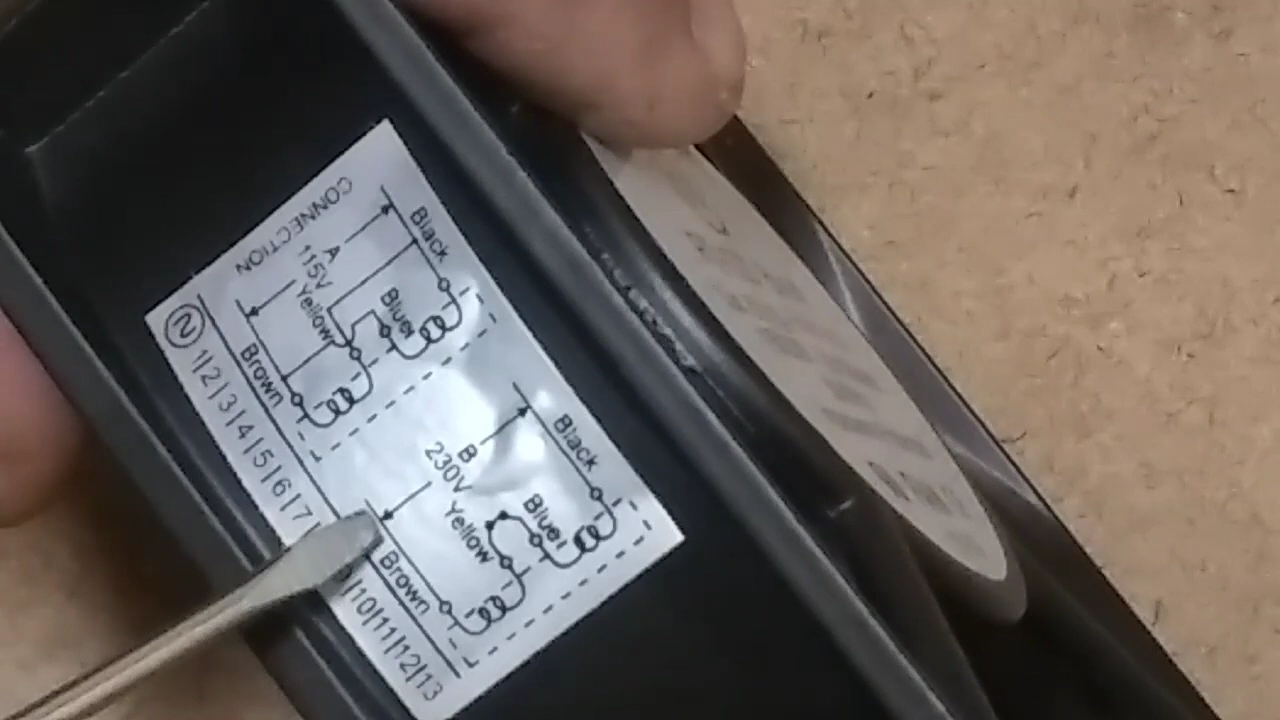 CONNECTION
A
115V
Black
Blue
Yellow
Brown
B
230V
Black
Blue
Yellow
Brown
N 1|2|3|4|5|6|7| 9|10|11|12|13